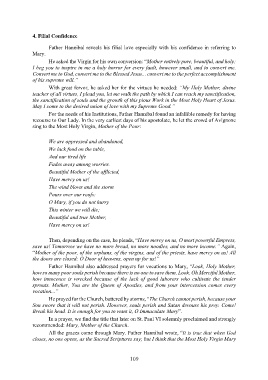 4. Filial Confidence
Father Hannibal reveals his filial love especially with his confidence in referring to
Mary.
He asked the Virgin for his own conversion: “Mother entirely pure, beautiful, and holy:
I beg you to inspire in me a holy horror for every fault, however small, and to convert me.
Convert me to God, convert me to the Blessed Jesus... convert me to the perfect accomplishment
of his supreme will.”
With great fervor, he asked her for the virtues he needed: “My Holy Mother, divine
teacher of all virtues. I plead you, let me walk the path by which I can reach my sanctification,
the sanctification of souls and the growth of this pious Work in the Most Holy Heart of Jesus.
May I come to the desired union of love with my Supreme Good.”
For the needs of his Institutions, Father Hannibal found an infallible remedy for having
recourse to Our Lady. In the very earliest days of his apostolate, he let the crowd of Avignone
sing to the Most Holy Virgin, Mother of the Poor:
We are oppressed and abandoned,
We lack food on the table,
And our tired life
Fades away among worries.
Beautiful Mother of the afflicted,
Have mercy on us!
The wind blows and the storm
Pours over our roofs:
O Mary, if you do not hurry
This winter we will die;
Beautiful and true Mother,
Have mercy on us!
Then, depending on the case, he pleads, “Have mercy on us, O most powerful Empress,
save us! Tomorrow we have no more bread, no more noodles, and no more income.” Again,
“Mother of the poor, of the orphans, of the virgins, and of the priests, have mercy on us! All
the doors are closed: O Door of heavens, open up for us!”
Father Hannibal also addressed prayers for vocations to Mary, “Look, Holy Mother,
how so many poor souls perish because there is no one to save them. Look, Oh Merciful Mother,
how innocence is wrecked because of the lack of good laborers who cultivate the tender
sprouts. Mother, You are the Queen of Apostles, and from your intercession comes every
vocation...”
He prayed for the Church, battered by storms, “The Church cannot perish, because your
Son swore that it will not perish. However, souls perish and Satan devours his prey. Come!
Break his head: it is enough for you to want it, O Immaculate Mary”.
In a prayer, we find the title that later on St. Paul VI solemnly proclaimed and strongly
recommended: Mary, Mother of the Church.
All the graces come through Mary. Father Hannibal wrote, “It is true that when God
closes, no one opens, as the Sacred Scriptures say; but I think that the Most Holy Virgin Mary